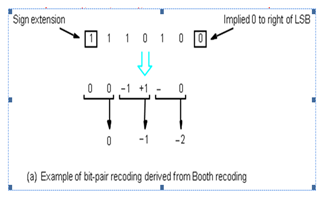 Sign extension
Implied 0 to right of LSB
1 1 1 0 1 0 0
0 0 −1 +1 − 0
0 −1 −2
(a) Example of bit-pair recoding derived from Booth recoding